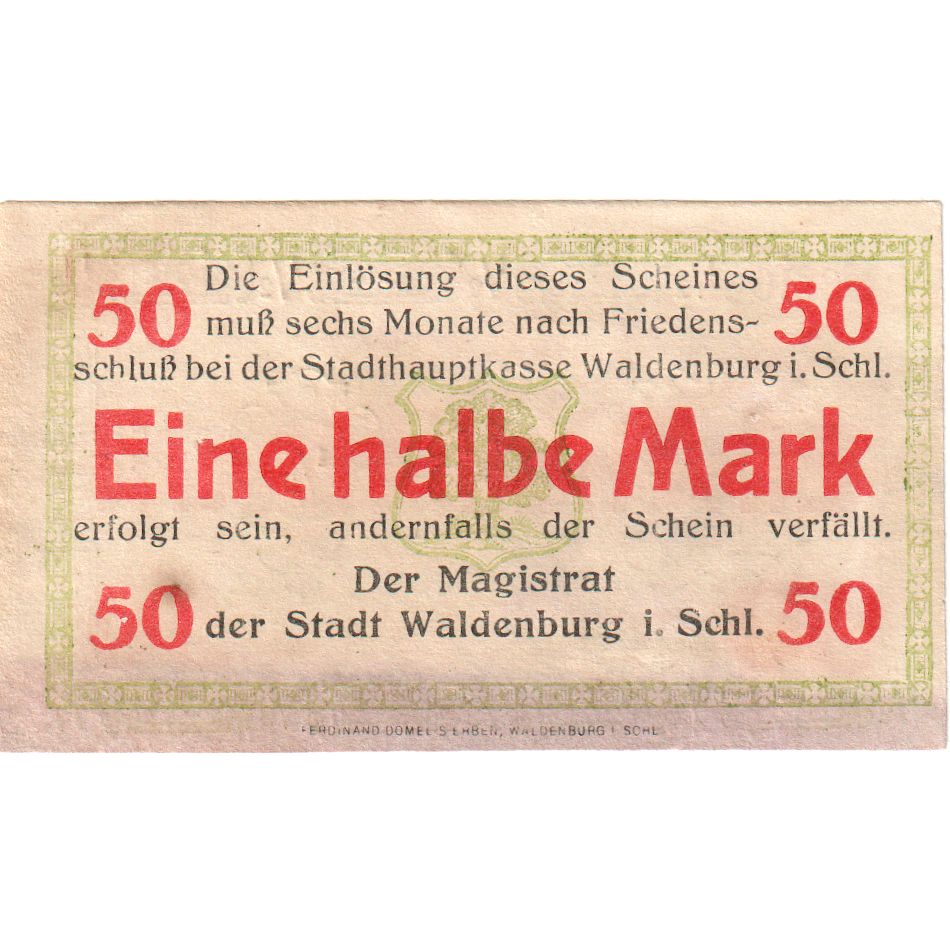 50 Die Einlösung dieses Scheines 50
muß sechs Monate nach Friedens-
schluß bei der Stadthauptkasse Waldenburg i. Schl.
Eine halbe Mark
erfolgt sein, andernfalls der Schein verfällt.
Der Magistrat
50 der Stadt Waldenburg i. Schl. 50
FERDINAND DOMEL'S ERBEN, WALDENBURG I. SCHL.